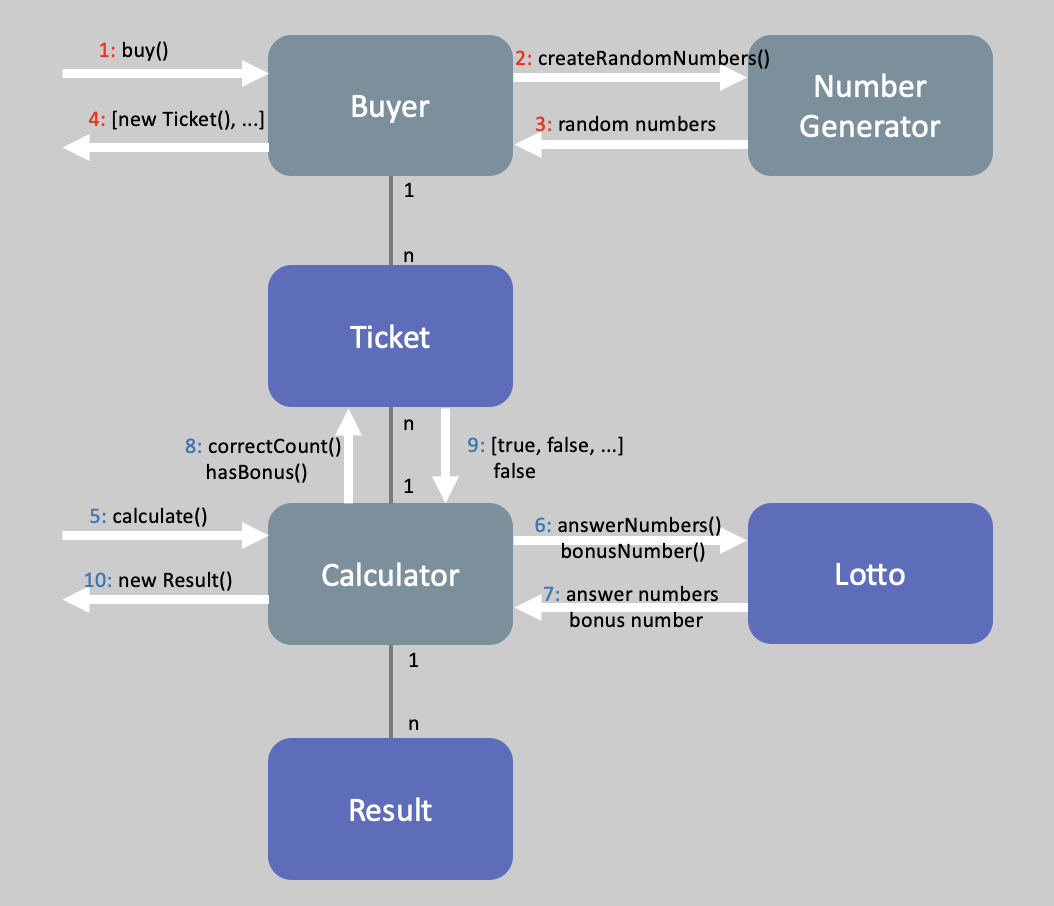 1: buy()
4: [new Ticket(), ...]
Buyer
2: createRandomNumbers()
3: random numbers
Number
Generator
1
n
Ticket
8: correctCount()
hasBonus()
n
1
9: [true, false, ...]
false
5: calculate()
10: new Result()
Calculator
6: answerNumbers()
bonusNumber()
7: answer numbers
bonus number
Lotto
1
n
Result